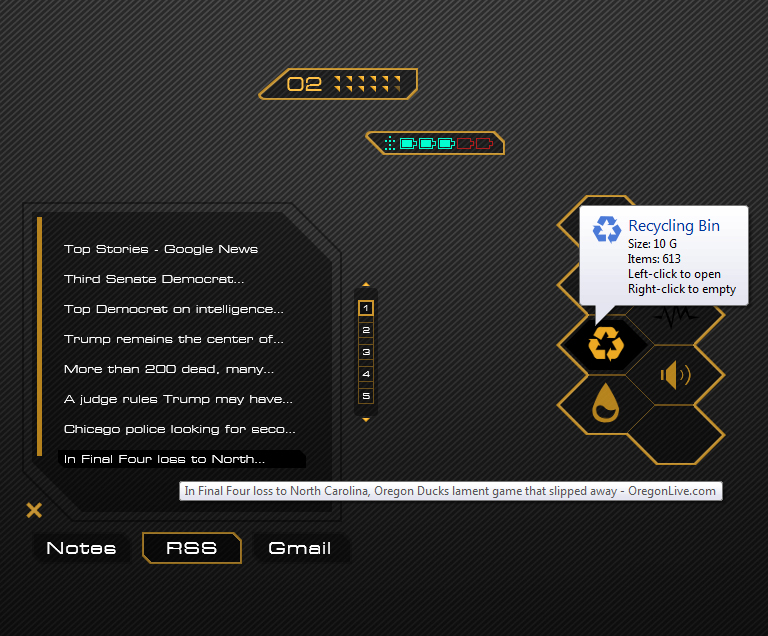 02
Top Stories - Google News
Third Senate Democrat...
Top Democrat on intelligence...
Trump remains the center of...
More than 200 dead, many...
A judge rules Trump may have...
Chicago police looking for seco...
In Final Four loss to North...
1
2
3
4
5
Recycling Bin
Size: 10 G
Items: 613
Left-click to open
Right-click to empty
In Final Four loss to North Carolina, Oregon Ducks lament game that slipped away - OregonLive.com
Notes
RSS
Gmail